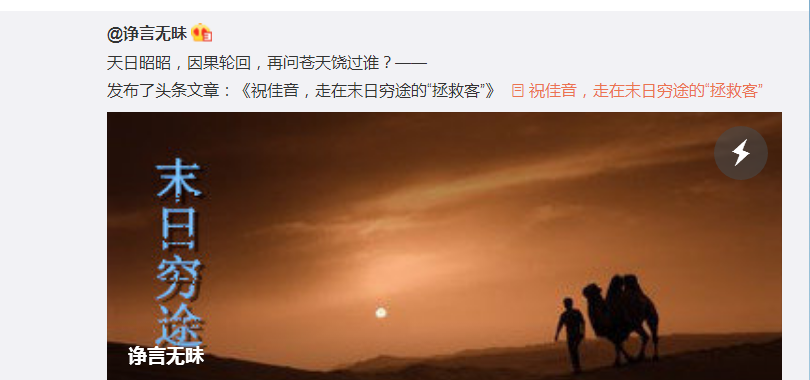 @诤言无昧
天日昭昭，因果轮回，再问苍天饶过谁？——
发布了头条文章：《祝佳音，走在末日穷途的“拯救客”》 祝佳音，走在末日穷途的“拯救客”
末日穷途
诤言无昧